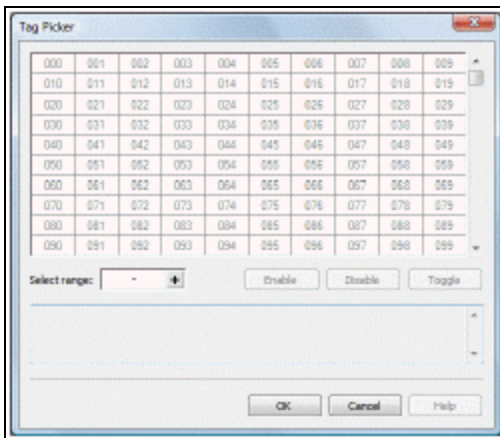 Tag Picker
000 001 002 003 004 005 006 007 008 009
010 011 012 013 014 015 016 017 018 019
020 021 022 023 024 025 026 027 028 029
030 031 032 033 034 035 036 037 038 039
040 041 042 043 044 045 046 047 048 049
050 051 052 053 054 055 056 057 058 059
060 061 062 063 064 065 066 067 068 069
070 071 072 073 074 075 076 077 078 079
080 081 082 083 084 085 086 087 088 089
090 091 092 093 094 095 096 097 098 099
Select range: - + Enable Disable Toggle
OK Cancel Help